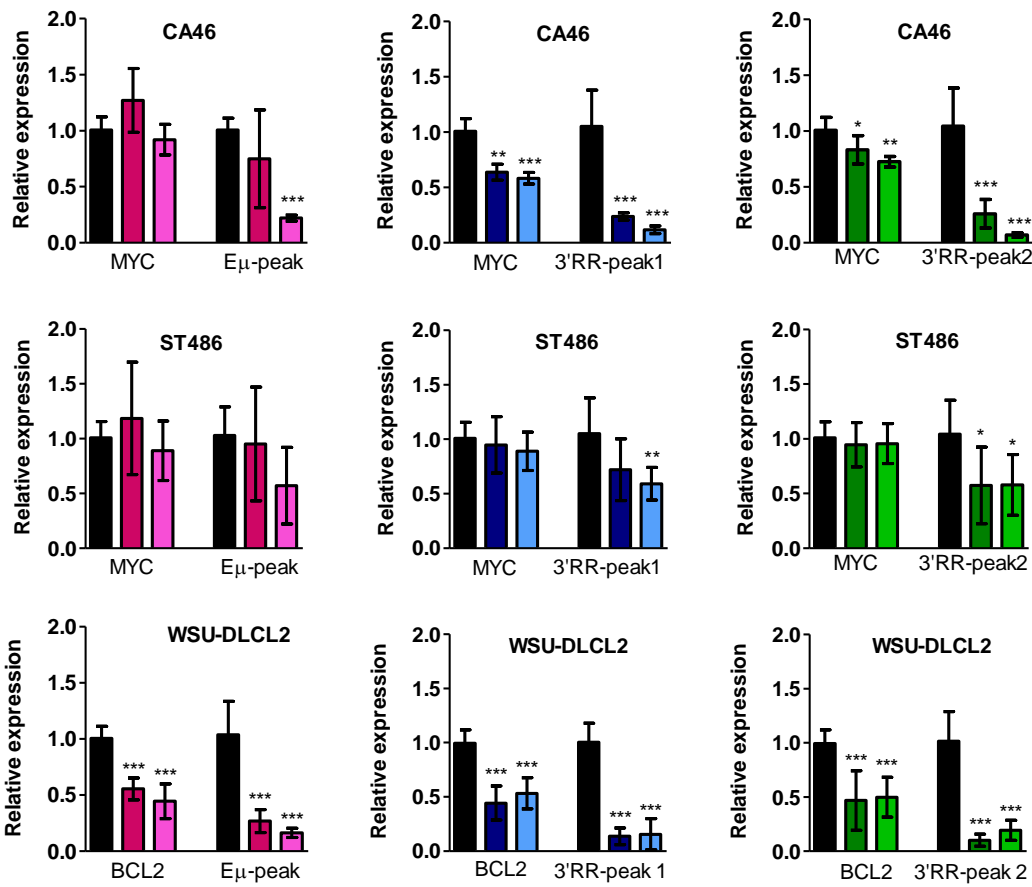 CA46
Relative expression
2.0
1.5
1.0
0.5
0.0
***
MYC
Eμ-peak
CA46
Relative expression
2.0
1.5
1.0
0.5
0.0
**
***
***
***
MYC
3'RR-peak1
CA46
Relative expression
2.0
1.5
1.0
0.5
0.0
*
**
***
***
MYC
3'RR-peak2
ST486
Relative expression
2.0
1.5
1.0
0.5
0.0
MYC
Eμ-peak
ST486
Relative expression
2.0
1.5
1.0
0.5
0.0
**
MYC
3'RR-peak1
ST486
Relative expression
2.0
1.5
1.0
0.5
0.0
*
*
MYC
3'RR-peak2
WSU-DLCL2
Relative expression
2.0
1.5
1.0
0.5
0.0
***
***
***
***
BCL2
Eμ-peak
WSU-DLCL2
Relative expression
2.0
1.5
1.0
0.5
0.0
***
***
***
***
BCL2
3'RR-peak 1
WSU-DLCL2
Relative expression
2.0
1.5
1.0
0.5
0.0
***
***
***
***
BCL2
3'RR-peak 2